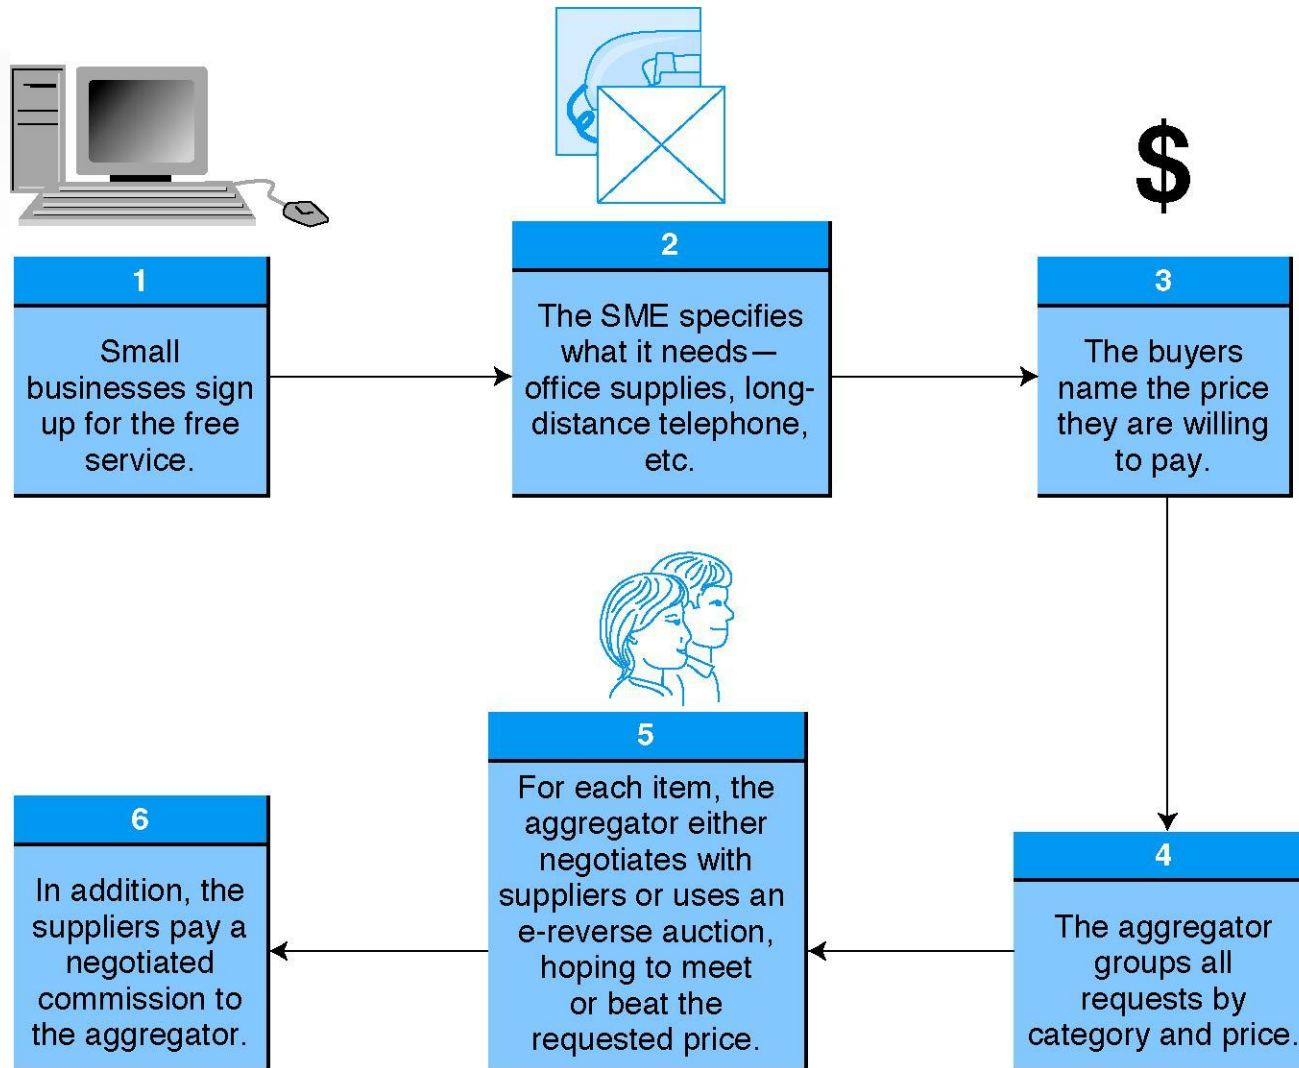 $
1
Small
businesses sign
up for the free
service.
2
The SME specifies
what it needs—
office supplies, long-
distance telephone,
etc.
3
The buyers
name the price
they are willing
to pay.
4
The aggregator
groups all
requests by
category and price.
5
For each item, the
aggregator either
negotiates with
suppliers or uses an
e-reverse auction,
hoping to meet
or beat the
requested price.
6
In addition, the
suppliers pay a
negotiated
commission to
the aggregator.